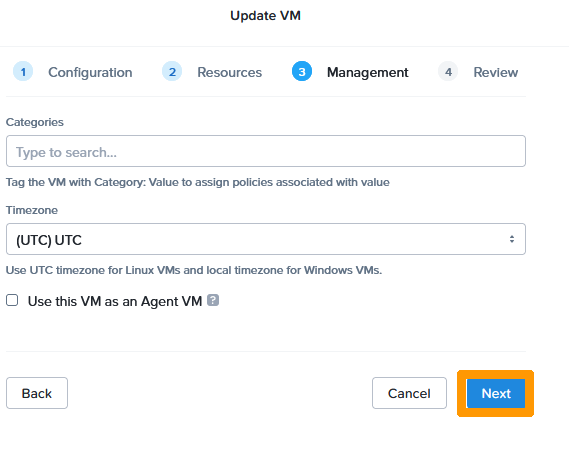 Update VM
1 Configuration 2 Resources 3 Management 4 Review
Categories
Type to search...
Tag the VM with Category: Value to assign policies associated with value
Timezone
(UTC) UTC
Use UTC timezone for Linux VMs and local timezone for Windows VMs.
Use this VM as an Agent VM ?
Back Cancel Next